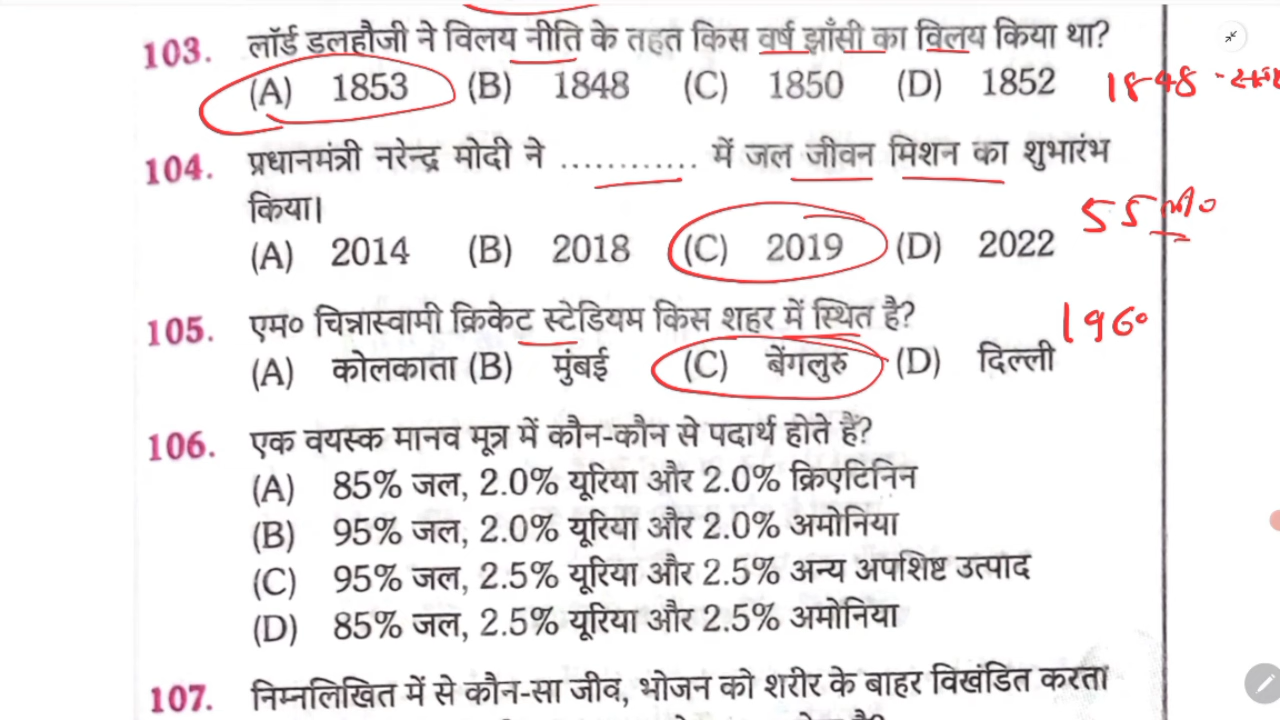 103. लॉर्ड डलहौजी ने विलय नीति के तहत किस वर्ष झाँसी का विलय किया था?
(A) 1853 (B) 1848 (C) 1850 (D) 1852
1848 -
104. प्रधानमंत्री नरेन्द्र मोदी ने ............ में जल जीवन मिशन का शुभारंभ
किया।
55
(A) 2014 (B) 2018 (C) 2019 (D) 2022
105. एम० चिन्नास्वामी क्रिकेट स्टेडियम किस शहर में स्थित है?
1960
(A) कोलकाता (B) मुंबई (C) बेंगलुरु (D) दिल्ली
106. एक वयस्क मानव मूत्र में कौन-कौन से पदार्थ होते हैं?
(A) 85% जल, 2.0% यूरिया और 2.0% क्रिएटिनिन
(B) 95% जल, 2.0% यूरिया और 2.0% अमोनिया
(C) 95% जल, 2.5% यूरिया और 2.5% अन्य अपशिष्ट उत्पाद
(D) 85% जल, 2.5% यूरिया और 2.5% अमोनिया
107. निम्नलिखित में से कौन-सा जीव, भोजन को शरीर के बाहर विखंडित करता